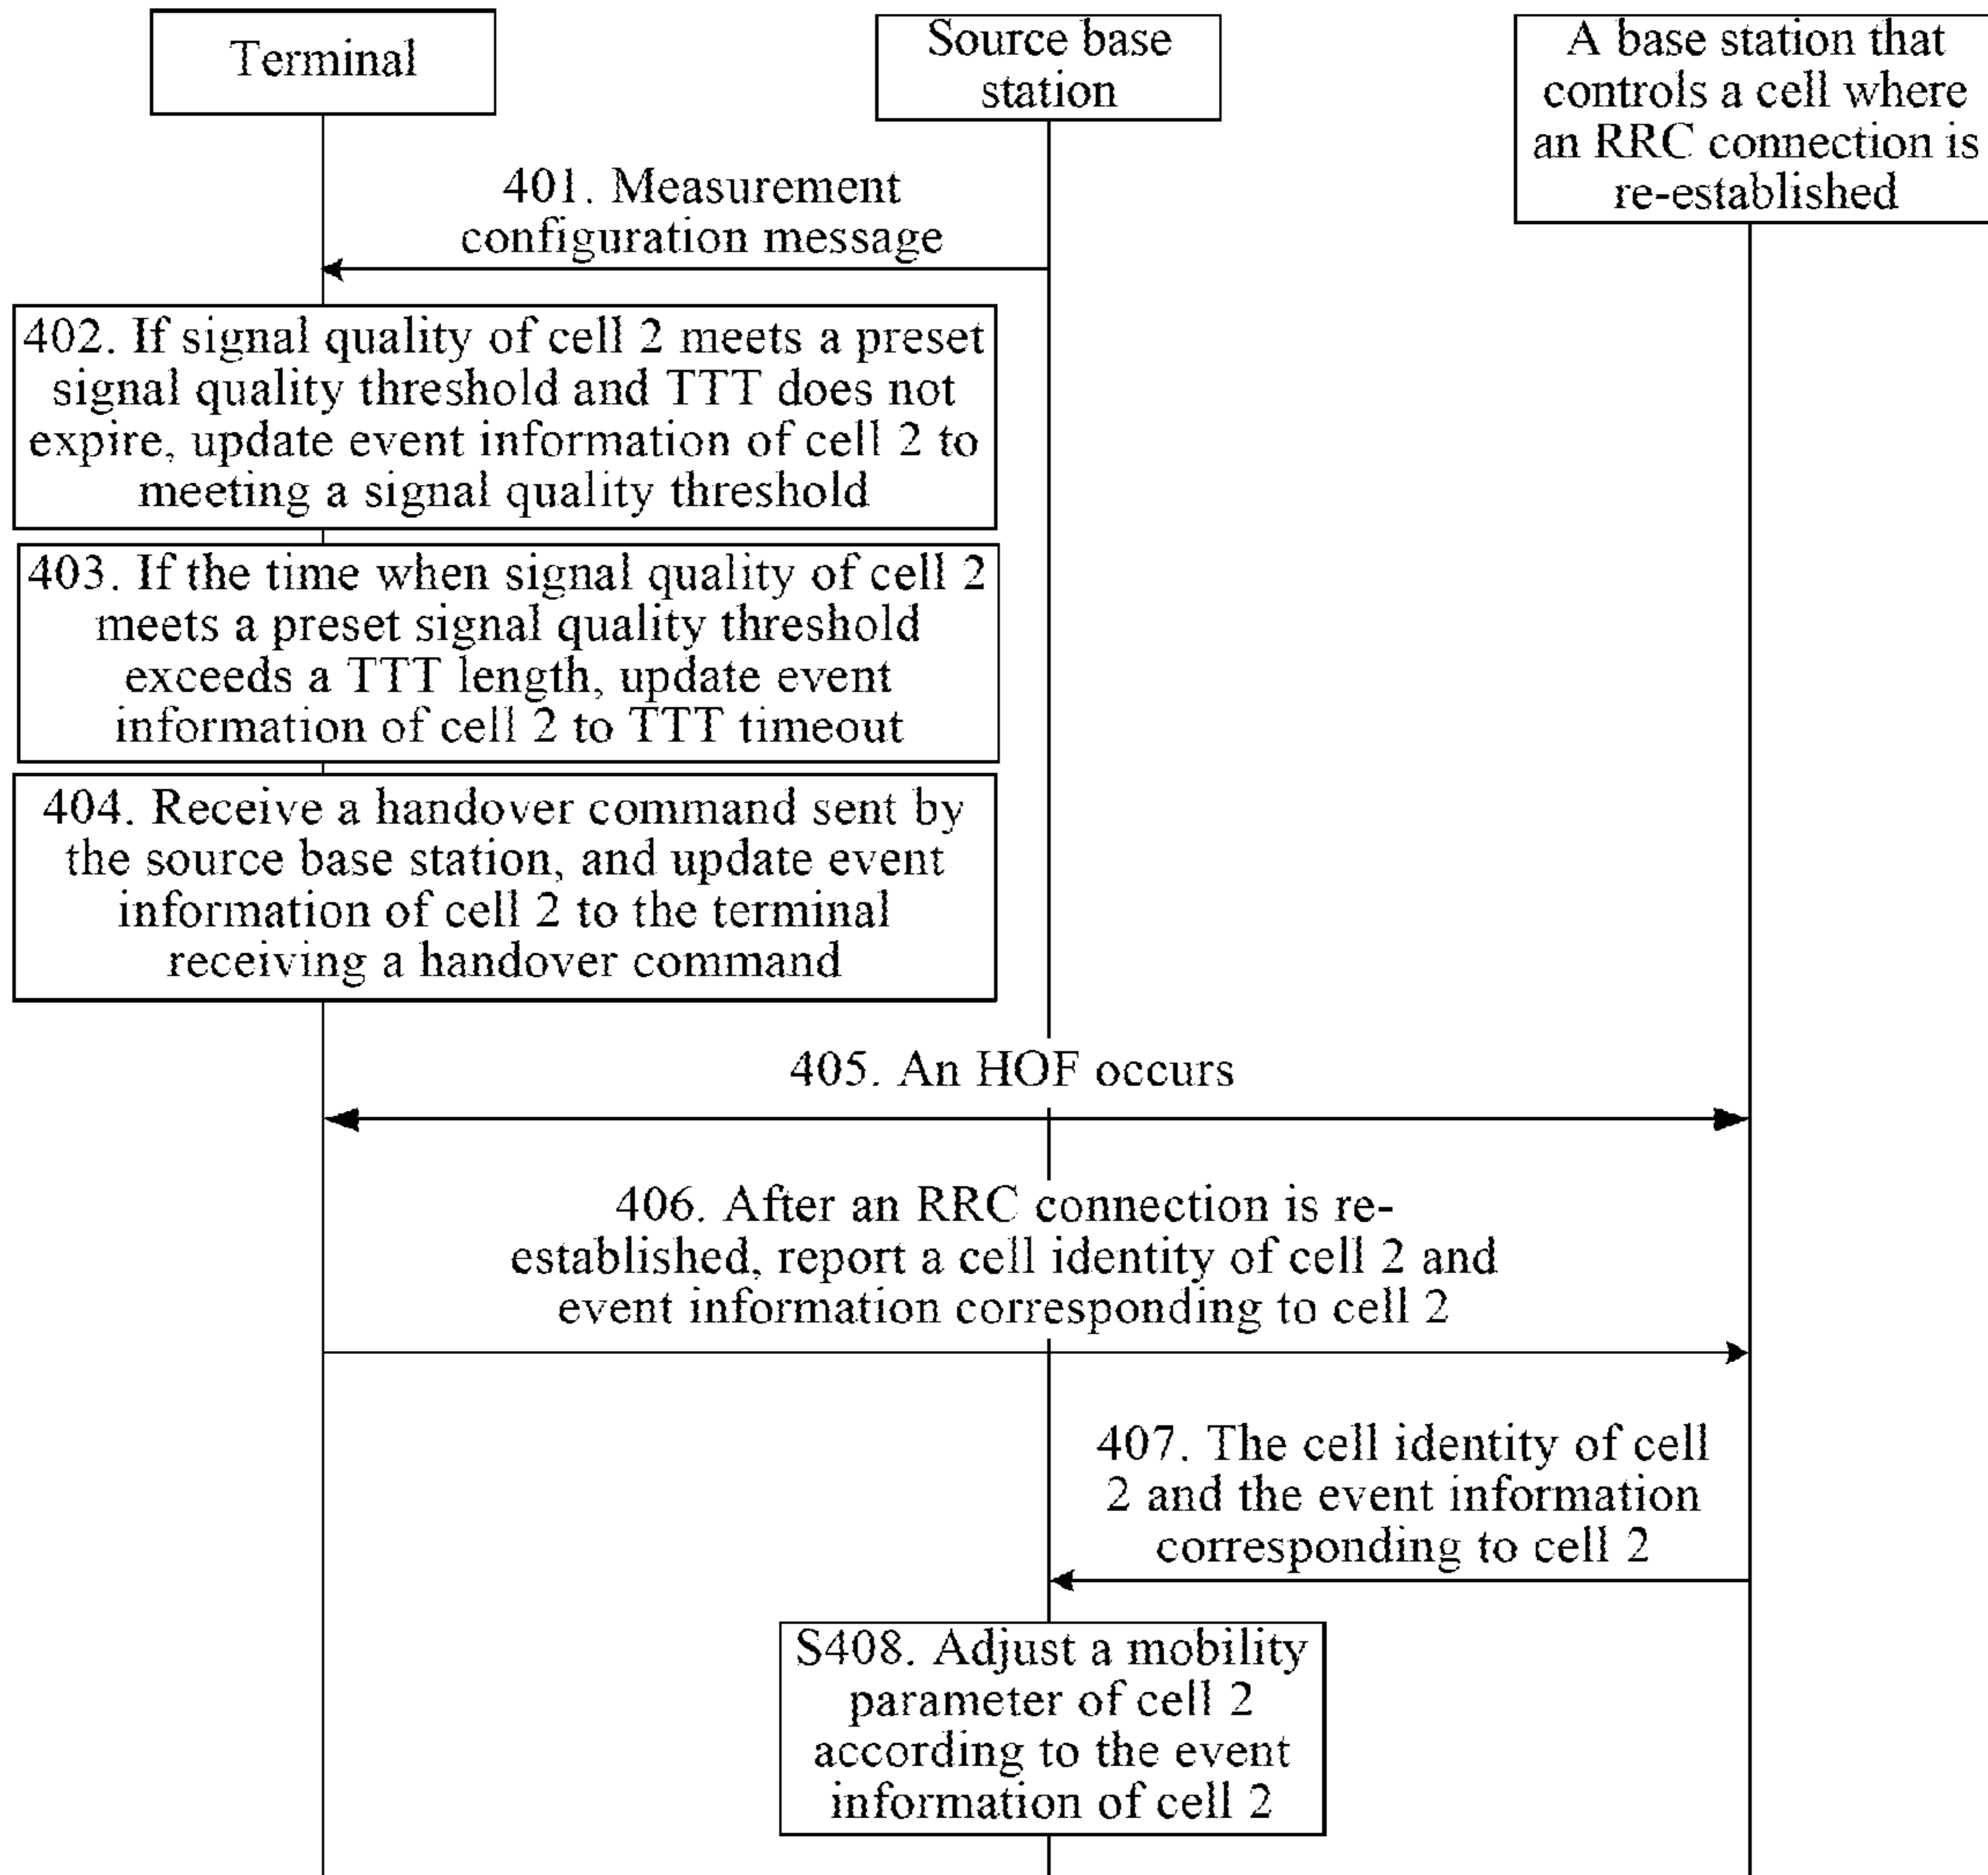 Terminal
Source base
station
A base station that
controls a cell where
an RRC connection is
re-established
401. Measurement
configuration message
402. If signal quality of cell 2 meets a preset
signal quality threshold and TTT does not
expire, update event information of cell 2 to
meeting a signal quality threshold
403. If the time when signal quality of cell 2
meets a preset signal quality threshold
exceeds a TTT length, update event
information of cell 2 to TTT timeout
404. Receive a handover command sent by
the source base station, and update event
information of cell 2 to the terminal
receiving a handover command
405. An HOF occurs
406. After an RRC connection is re-
established, report a cell identity of cell 2 and
event information corresponding to cell 2
407. The cell identity of cell
2 and the event information
corresponding to cell 2
S408. Adjust a mobility
parameter of cell 2
according to the event
information of cell 2